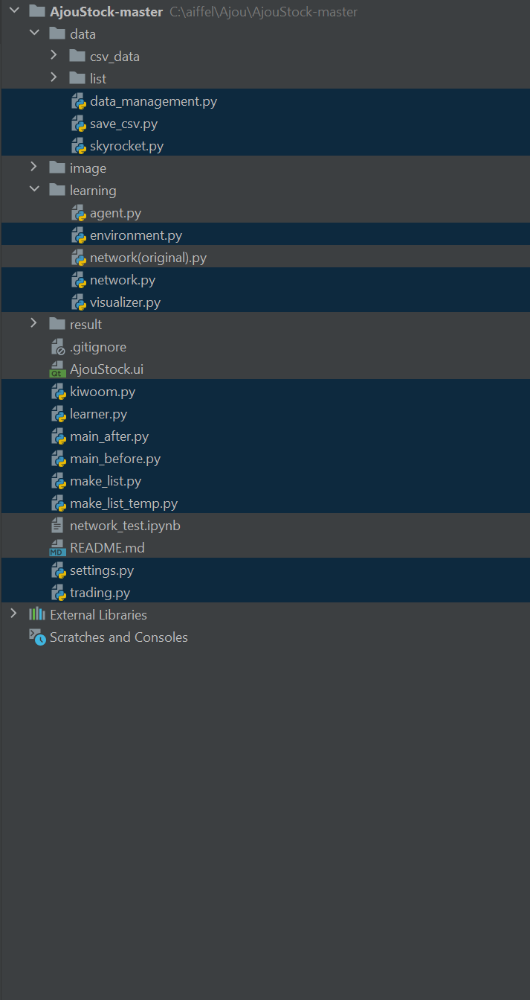 AjouStock-master C:\aiffel\Ajou\AjouStock-master
data
csv_data
list
data_management.py
save_csv.py
skyrocket.py
image
learning
agent.py
environment.py
network(original).py
network.py
visualizer.py
result
.gitignore
Qt AjouStock.ui
kiwoom.py
learner.py
main_after.py
main_before.py
make_list.py
make_list_temp.py
network_test.ipynb
MD README.md
settings.py
trading.py
External Libraries
Scratches and Consoles